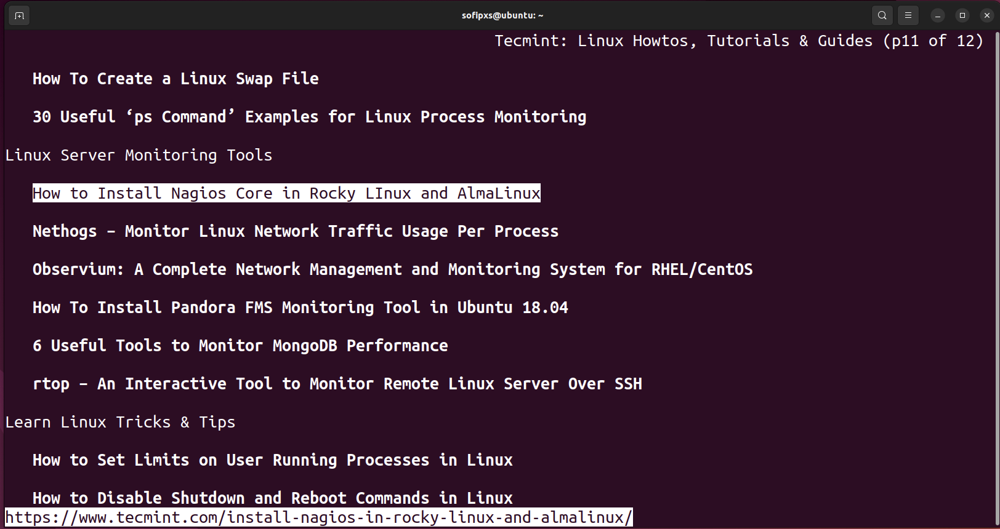 sofipxs@ubuntu: ~
Tecmint: Linux Howtos, Tutorials & Guides (p11 of 12)
How To Create a Linux Swap File
30 Useful ‘ps Command’ Examples for Linux Process Monitoring
Linux Server Monitoring Tools
How to Install Nagios Core in Rocky LInux and AlmaLinux
Nethogs – Monitor Linux Network Traffic Usage Per Process
Observium: A Complete Network Management and Monitoring System for RHEL/CentOS
How To Install Pandora FMS Monitoring Tool in Ubuntu 18.04
6 Useful Tools to Monitor MongoDB Performance
rtop – An Interactive Tool to Monitor Remote Linux Server Over SSH
Learn Linux Tricks & Tips
How to Set Limits on User Running Processes in Linux
How to Disable Shutdown and Reboot Commands in Linux
https://www.tecmint.com/install-nagios-in-rocky-linux-and-almalinux/